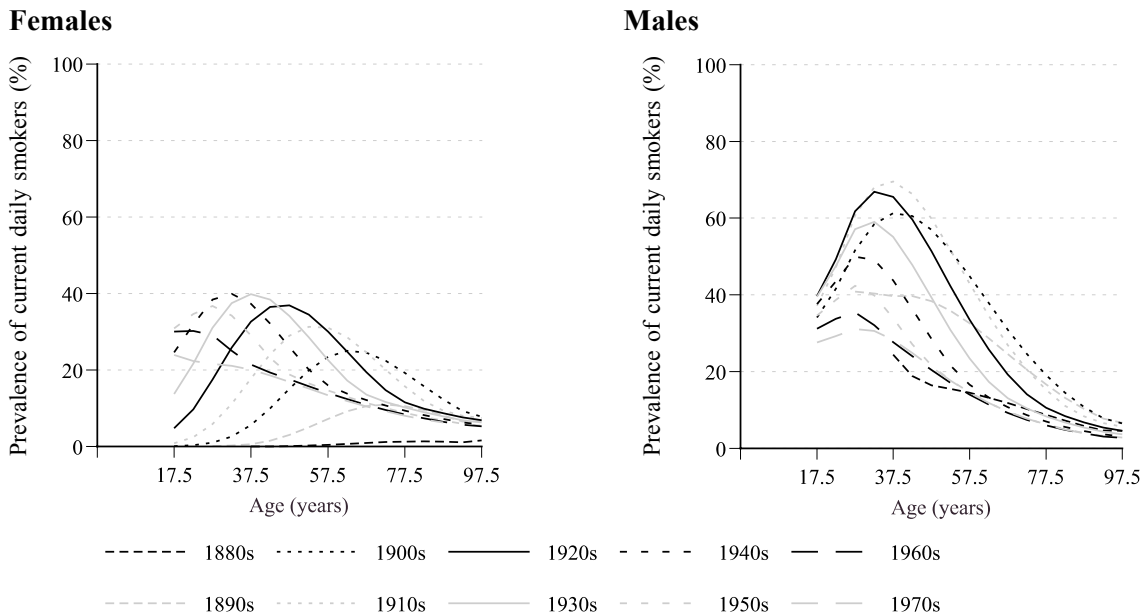 Females
Prevalence of current daily smokers (%)
100
80
60
40
20
0
17.5 37.5 57.5 77.5 97.5
Age (years)
Males
Prevalence of current daily smokers (%)
100
80
60
40
20
0
17.5 37.5 57.5 77.5 97.5
Age (years)
1880s 1900s 1920s 1940s 1960s
1890s 1910s 1930s 1950s 1970s